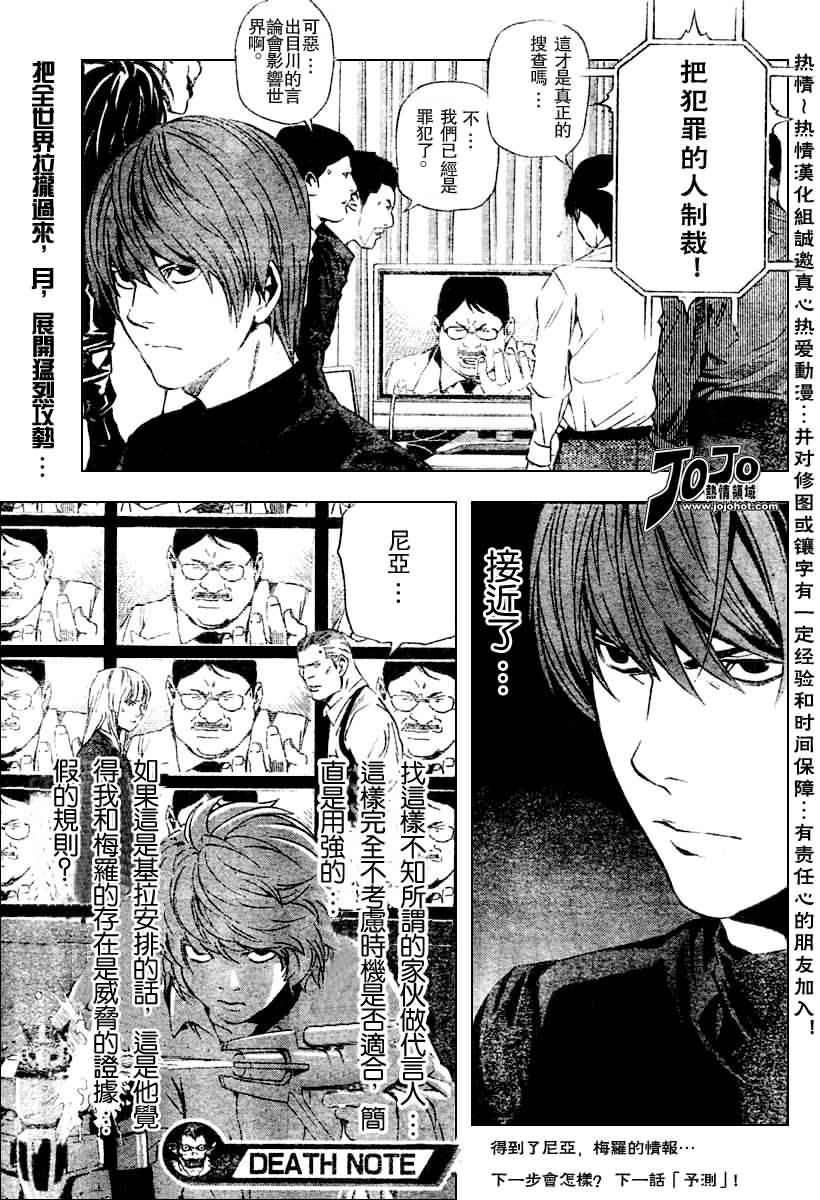 把犯罪的人制裁！
這才是真正的
搜查嗎…
不…
我們已經是
罪犯了。
可惡…
出目川的言
論會影響世
界啊。
把全世界拉攏過來，月，展開猛烈攻勢…
热情～热情漢化組誠邀真心热爱動漫…并对修图或镶字有一定经验和时间保障…有责任心的朋友加入！
JOJO
熱情領域
www.jojohot.com
接近了…
尼亞…
找這樣不知所謂的家伙做代言人…
這樣完全不考慮時機是否適合，簡
直是用強的…
如果這是基拉安排的話，這是他覺
得我和梅羅的存在是威脅的證據…
假的規則？
DEATH NOTE
得到了尼亞，梅羅的情報…
下一步會怎樣？下一話「予測」！